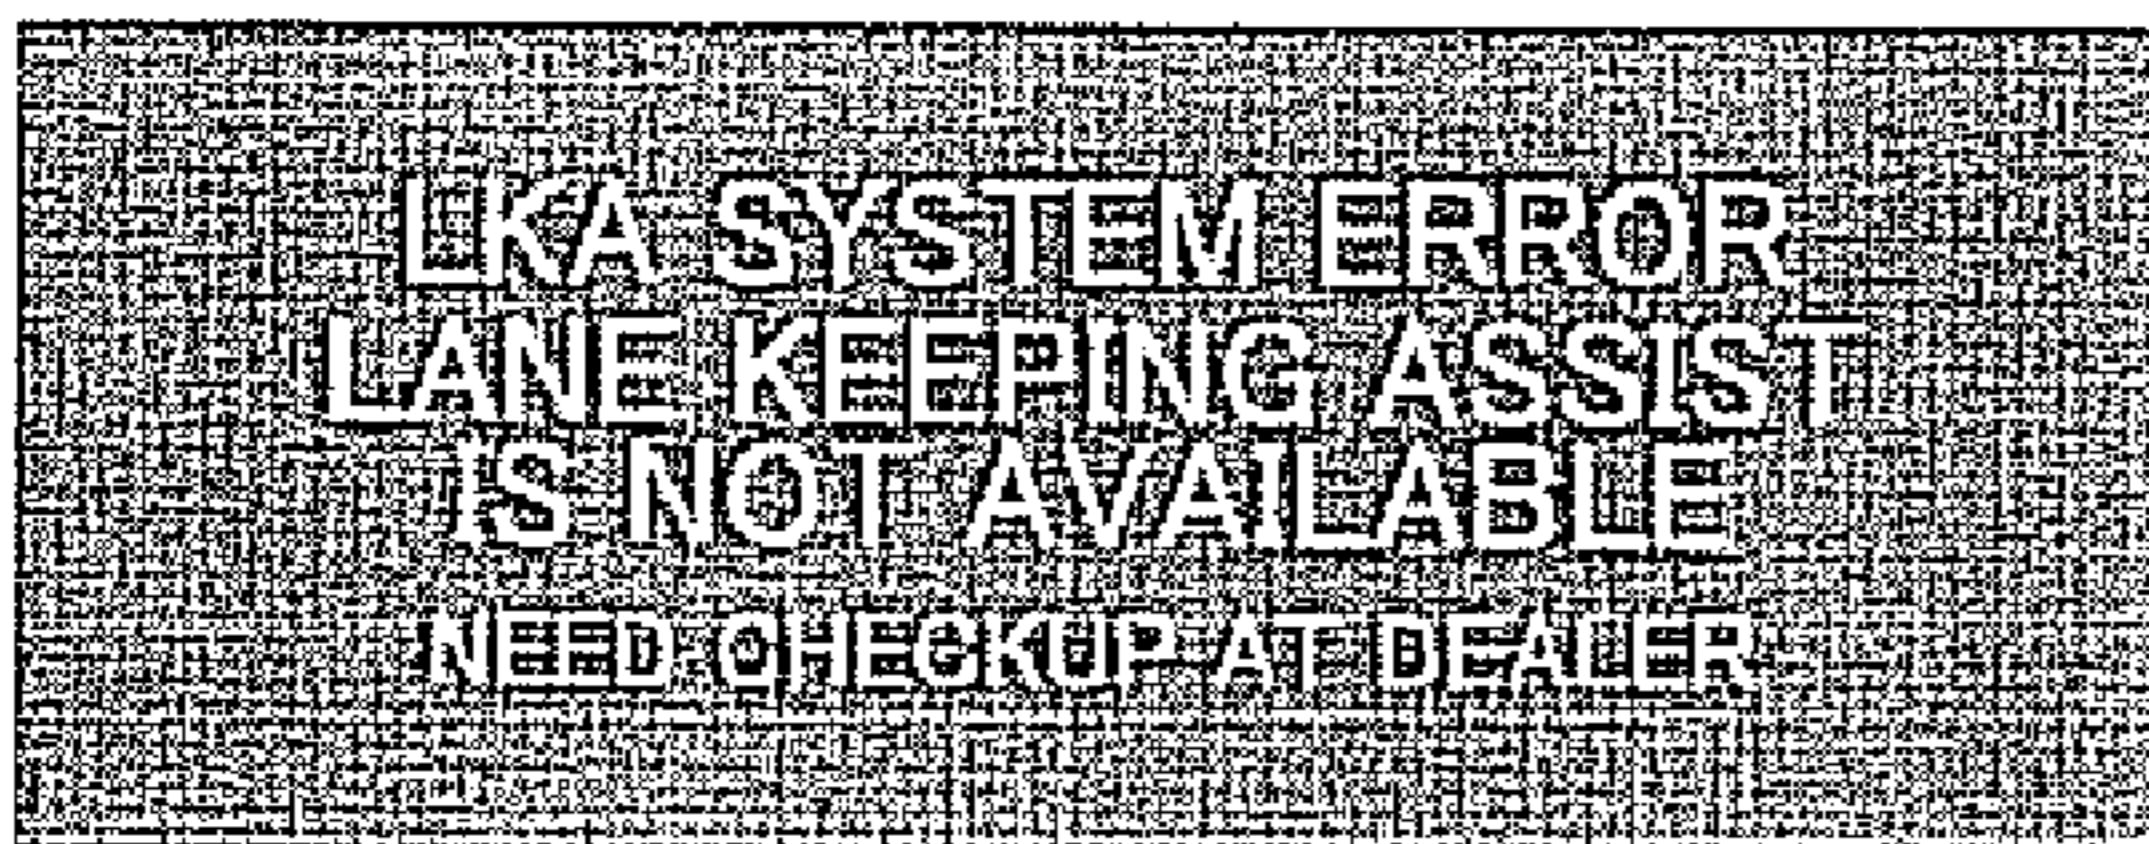 LKA SYSTEM ERROR
LANE KEEPING ASSIST
IS NOT AVAILABLE
NEED CHECKUP AT DEALER